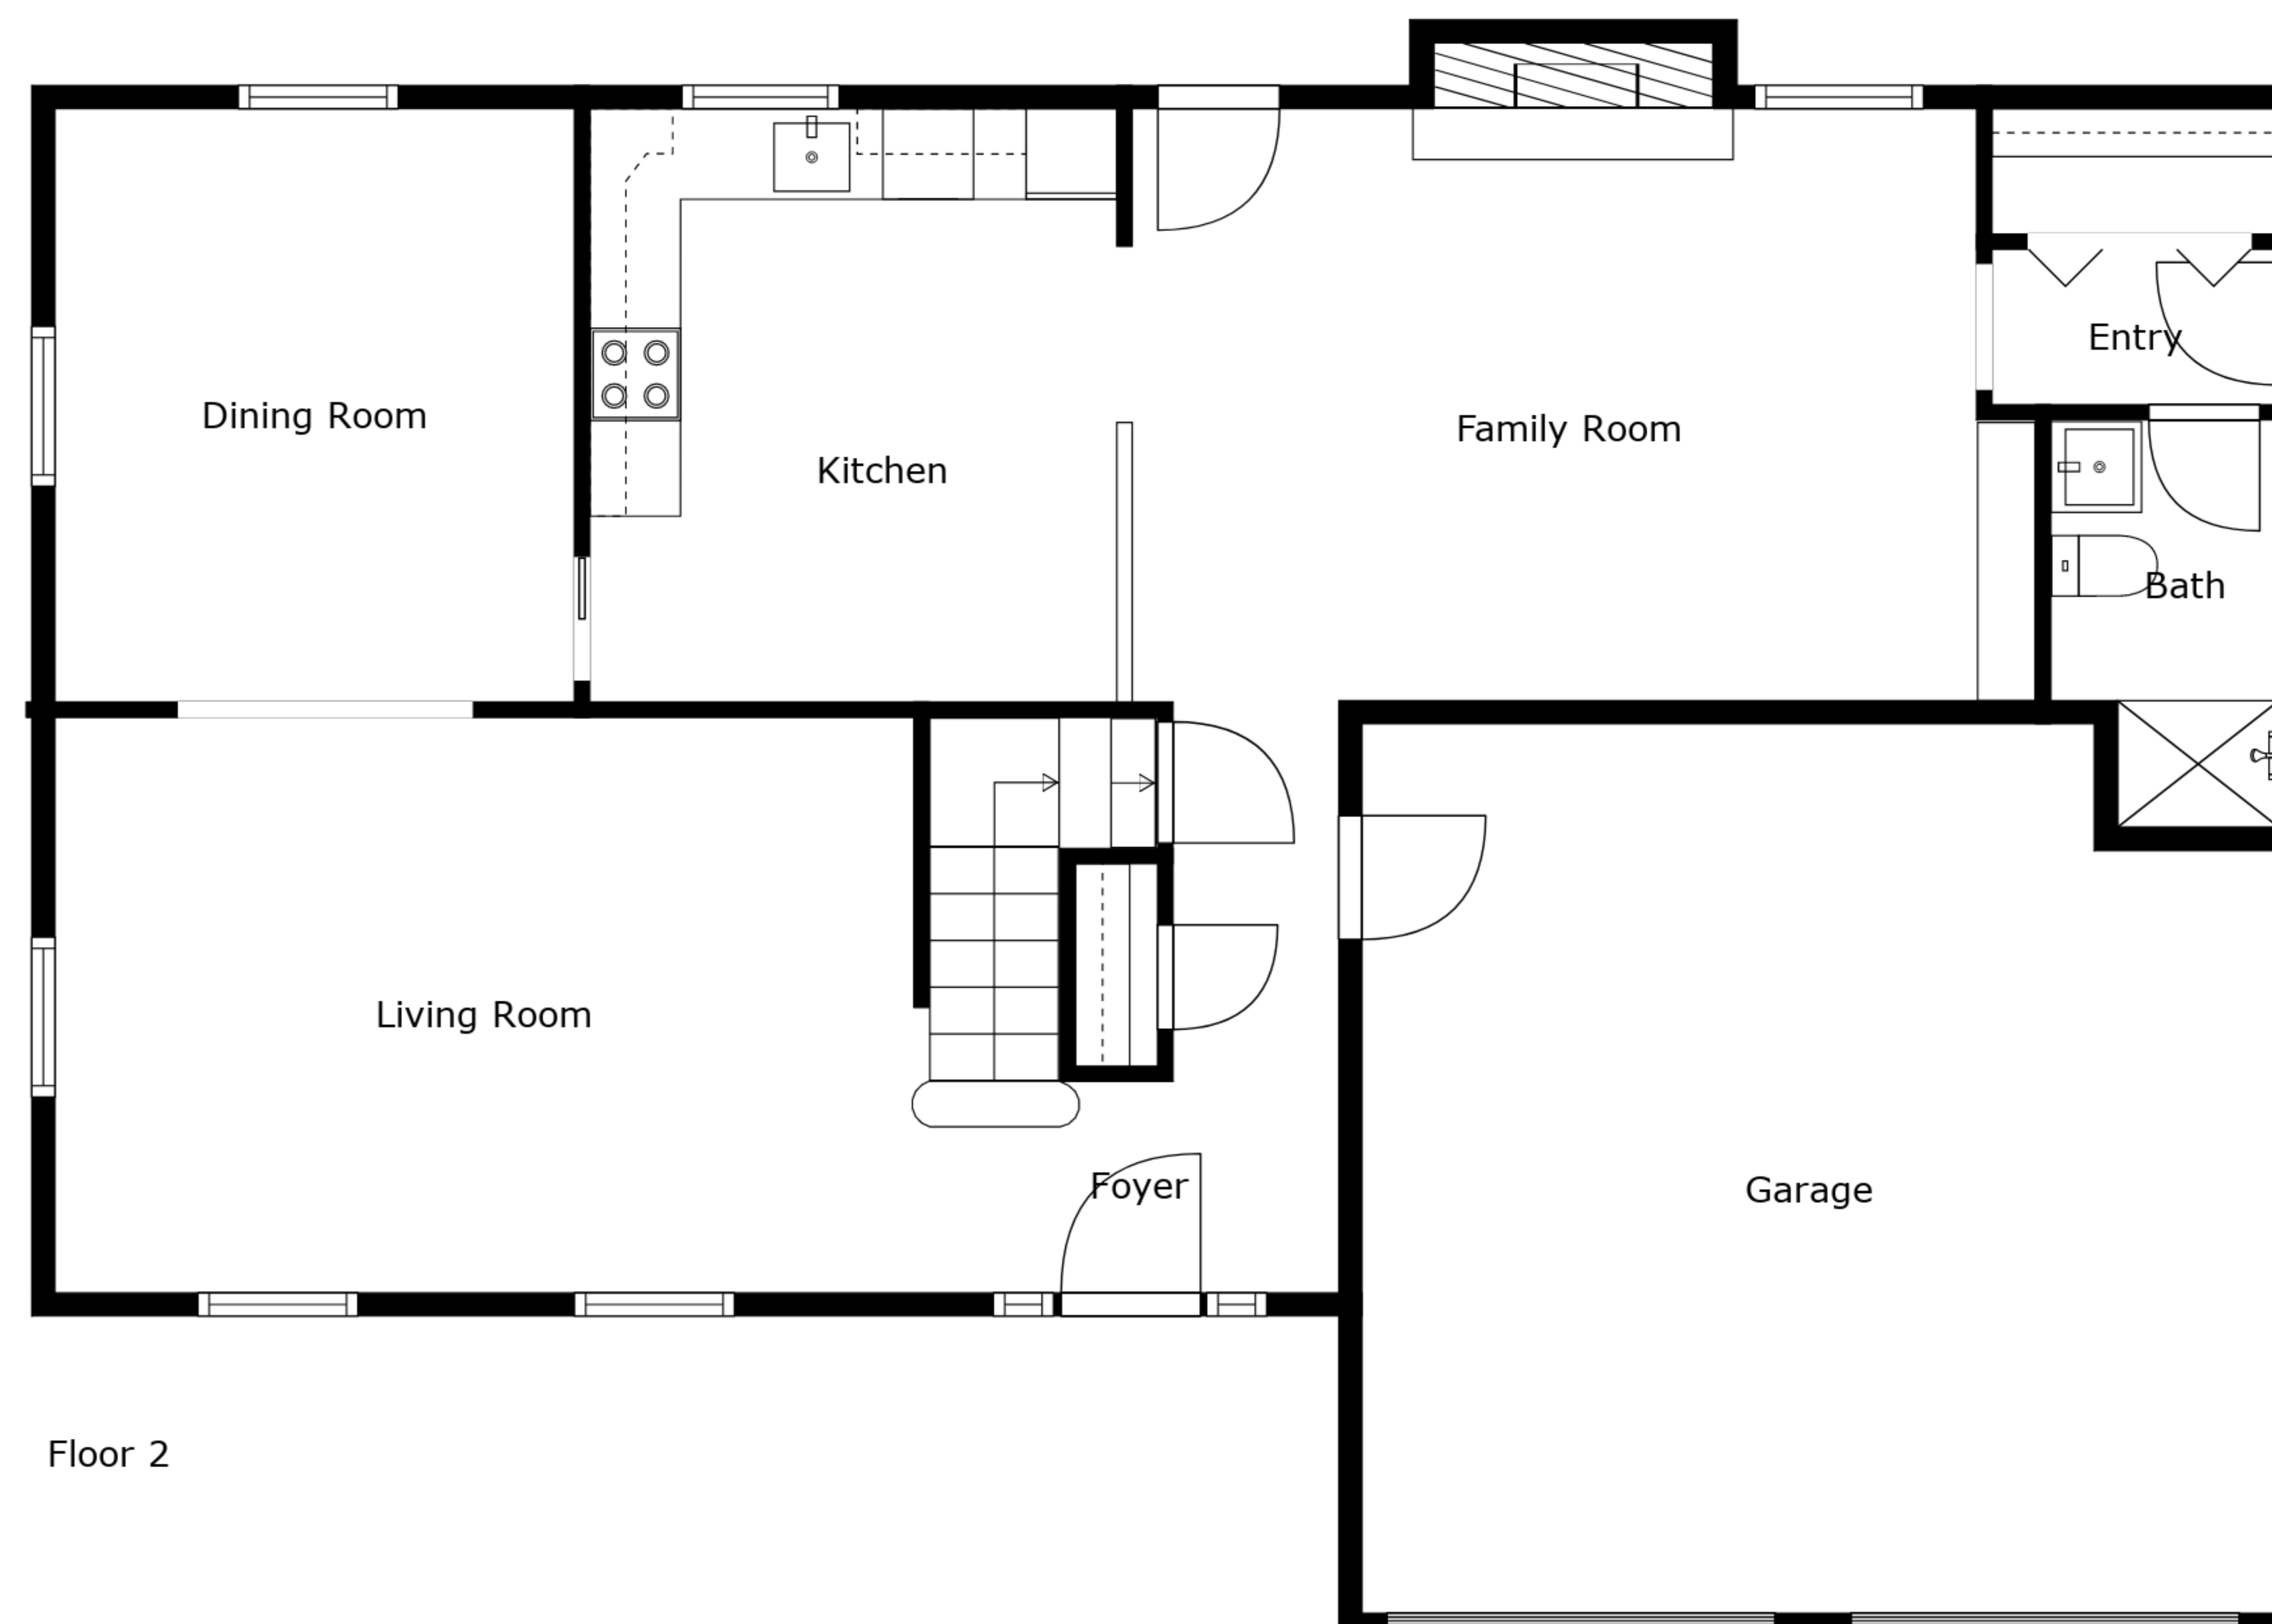 Entry
Dining Room
Family Room
Kitchen
Bath
Living Room
Foyer
Garage
Floor 2